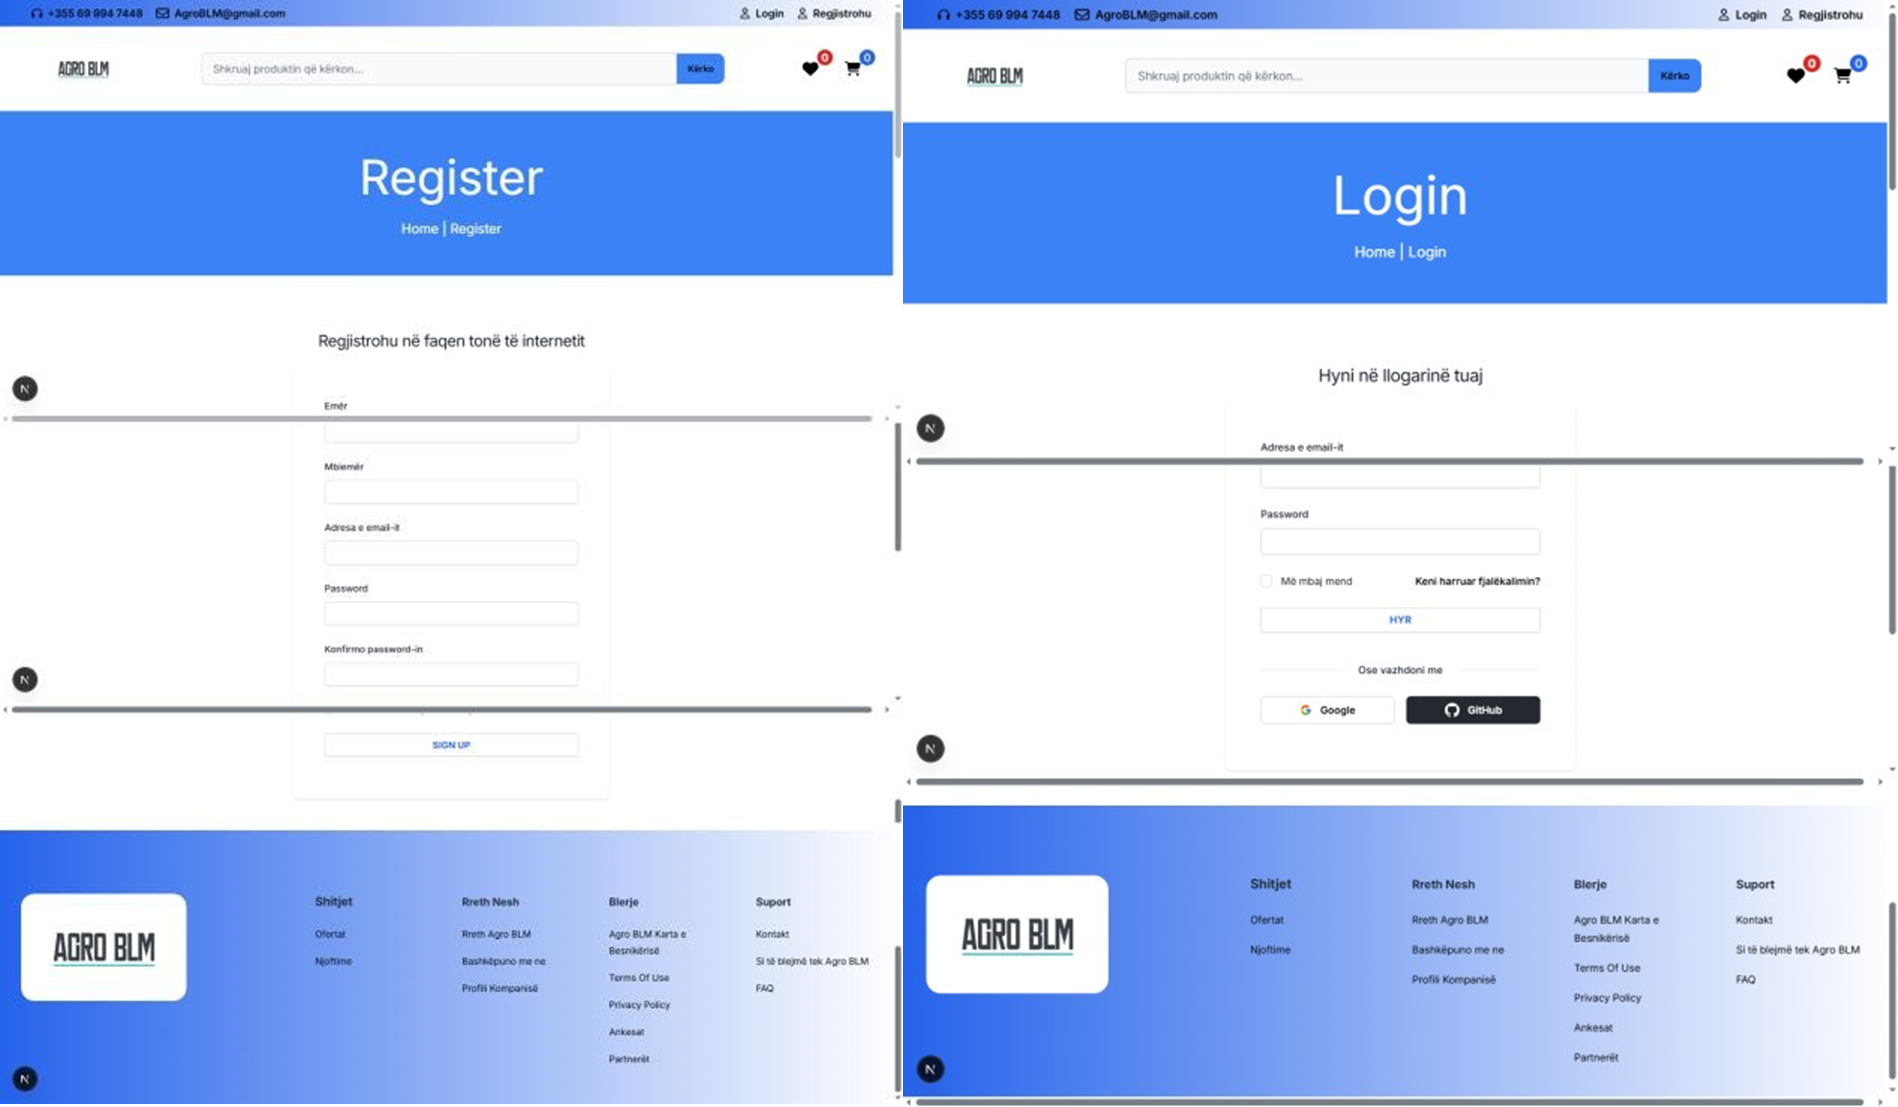 +355 69 994 7448 AgroBLM@gmail.com Login Regjistrohu
AGRO BLM Shkruaj produktin që kërkon... Kërko 0 0
Register
Home | Register
Regjistrohu në faqen tonë të internetit
Emër
N
Mbiemër
Adresa e email-it
Password
Konfirmo password-in
N
SIGN UP
AGRO BLM
Shitjet
Ofertat
Njoftime
Rreth Nesh
Rreth Agro BLM
Bashkëpuno me ne
Profili Kompanisë
Blerje
Agro BLM Karta e
Besnikërisë
Terms Of Use
Privacy Policy
Ankesat
Partnerët
Suport
Kontakt
Si të blejmë tek Agro BLM
FAQ
N
+355 69 994 7448 AgroBLM@gmail.com Login Regjistrohu
AGRO BLM Shkruaj produktin që kërkon... Kërko 0 0
Login
Home | Login
Hyni në llogarinë tuaj
N
Adresa e email-it
Password
Më mbaj mend Keni harruar fjalëkalimin?
HYR
Ose vazhdoni me
Google GitHub
N
AGRO BLM
Shitjet
Ofertat
Njoftime
Rreth Nesh
Rreth Agro BLM
Bashkëpuno me ne
Profili Kompanisë
Blerje
Agro BLM Karta e
Besnikërisë
Terms Of Use
Privacy Policy
Ankesat
Partnerët
Suport
Kontakt
Si të blejmë tek Agro BLM
FAQ
N